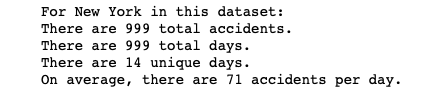 For New York in this dataset:
There are 999 total accidents.
There are 999 total days.
There are 14 unique days.
On average, there are 71 accidents per day.